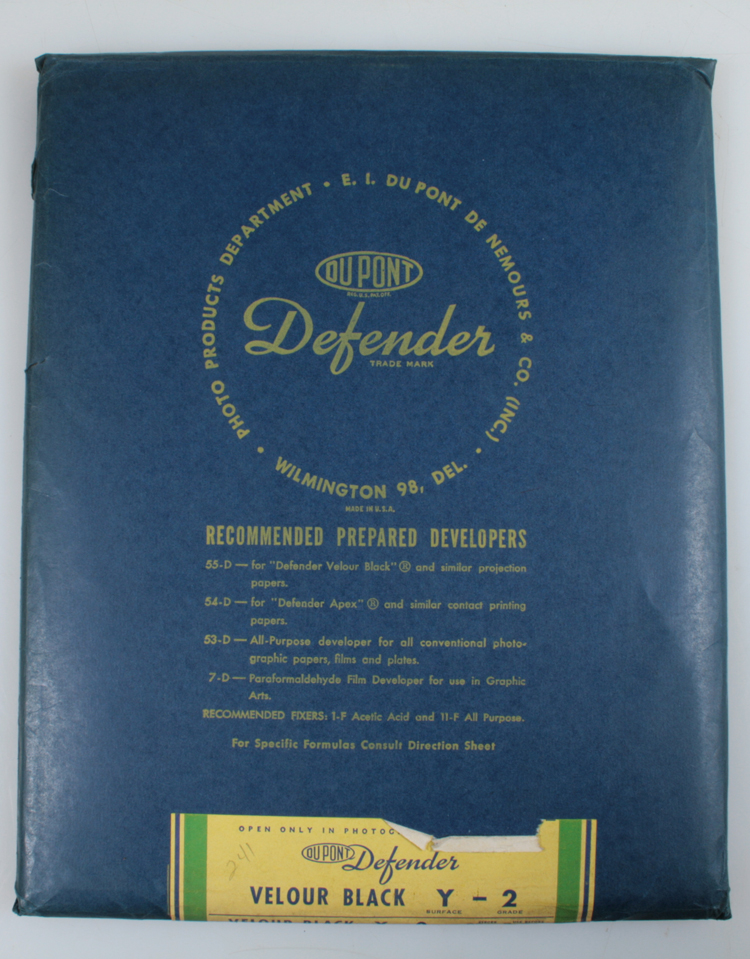 PHOTO PRODUCTS DEPARTMENT • E. I. DU PONT DE NEMOURS & CO. (INC.)
• WILMINGTON 98, DEL. •
DU PONT
REG. U.S. PAT. OFF.
Defender
TRADE MARK
MADE IN U.S.A.
RECOMMENDED PREPARED DEVELOPERS
55-D — for "Defender Velour Black" ® and similar projection
papers.
54-D — for "Defender Apex" ® and similar contact printing
papers.
53-D — All-Purpose developer for all conventional photo-
graphic papers, films and plates.
7-D — Paraformaldehyde Film Developer for use in Graphic
Arts.
RECOMMENDED FIXERS: 1-F Acetic Acid and 11-F All Purpose.
For Specific Formulas Consult Direction Sheet
OPEN ONLY IN PHOTOG
241
DU PONT Defender
VELOUR BLACK Y - 2
SURFACE GRADE